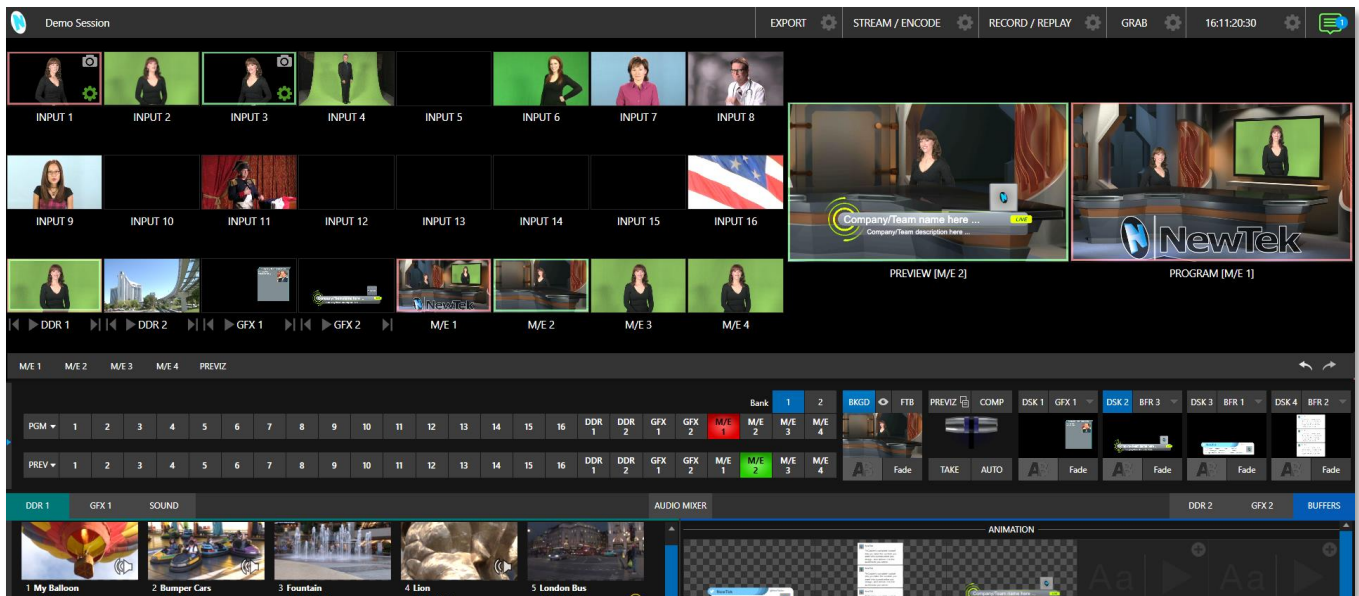 Demo Session EXPORT STREAM / ENCODE RECORD / REPLAY GRAB 16:11:20:30 1
INPUT 1 INPUT 2 INPUT 3 INPUT 4 INPUT 5 INPUT 6 INPUT 7 INPUT 8
INPUT 9 INPUT 10 INPUT 11 INPUT 12 INPUT 13 INPUT 14 INPUT 15 INPUT 16
Company/Team name here ...
LIVE
Company/Team description here ...
NewTek
PREVIEW [M/E 2] PROGRAM [M/E 1]
NewTek
DDR 1 DDR 2 GFX 1 GFX 2 M/E 1 M/E 2 M/E 3 M/E 4
M/E 1 M/E 2 M/E 3 M/E 4 PREVIZ
Bank 1 2 BKGD FTB PREVIZ COMP DSK 1 GFX 1 DSK 2 BFR 3 DSK 3 BFR 1 DSK 4 BFR 2
PGM 1 2 3 4 5 6 7 8 9 10 11 12 13 14 15 16 DDR 1 DDR 2 GFX 1 GFX 2 M/E 1 M/E 2 M/E 3 M/E 4
PREV 1 2 3 4 5 6 7 8 9 10 11 12 13 14 15 16 DDR 1 DDR 2 GFX 1 GFX 2 M/E 1 M/E 2 M/E 3 M/E 4
Fade TAKE AUTO Fade Fade Fade Fade
DDR 1 GFX 1 SOUND AUDIO MIXER DDR 2 GFX 2 BUFFERS
ANIMATION
1 My Balloon 2 Bumper Cars 3 Fountain 4 Lion 5 London Bus
NewTek
Company/Team name here ...